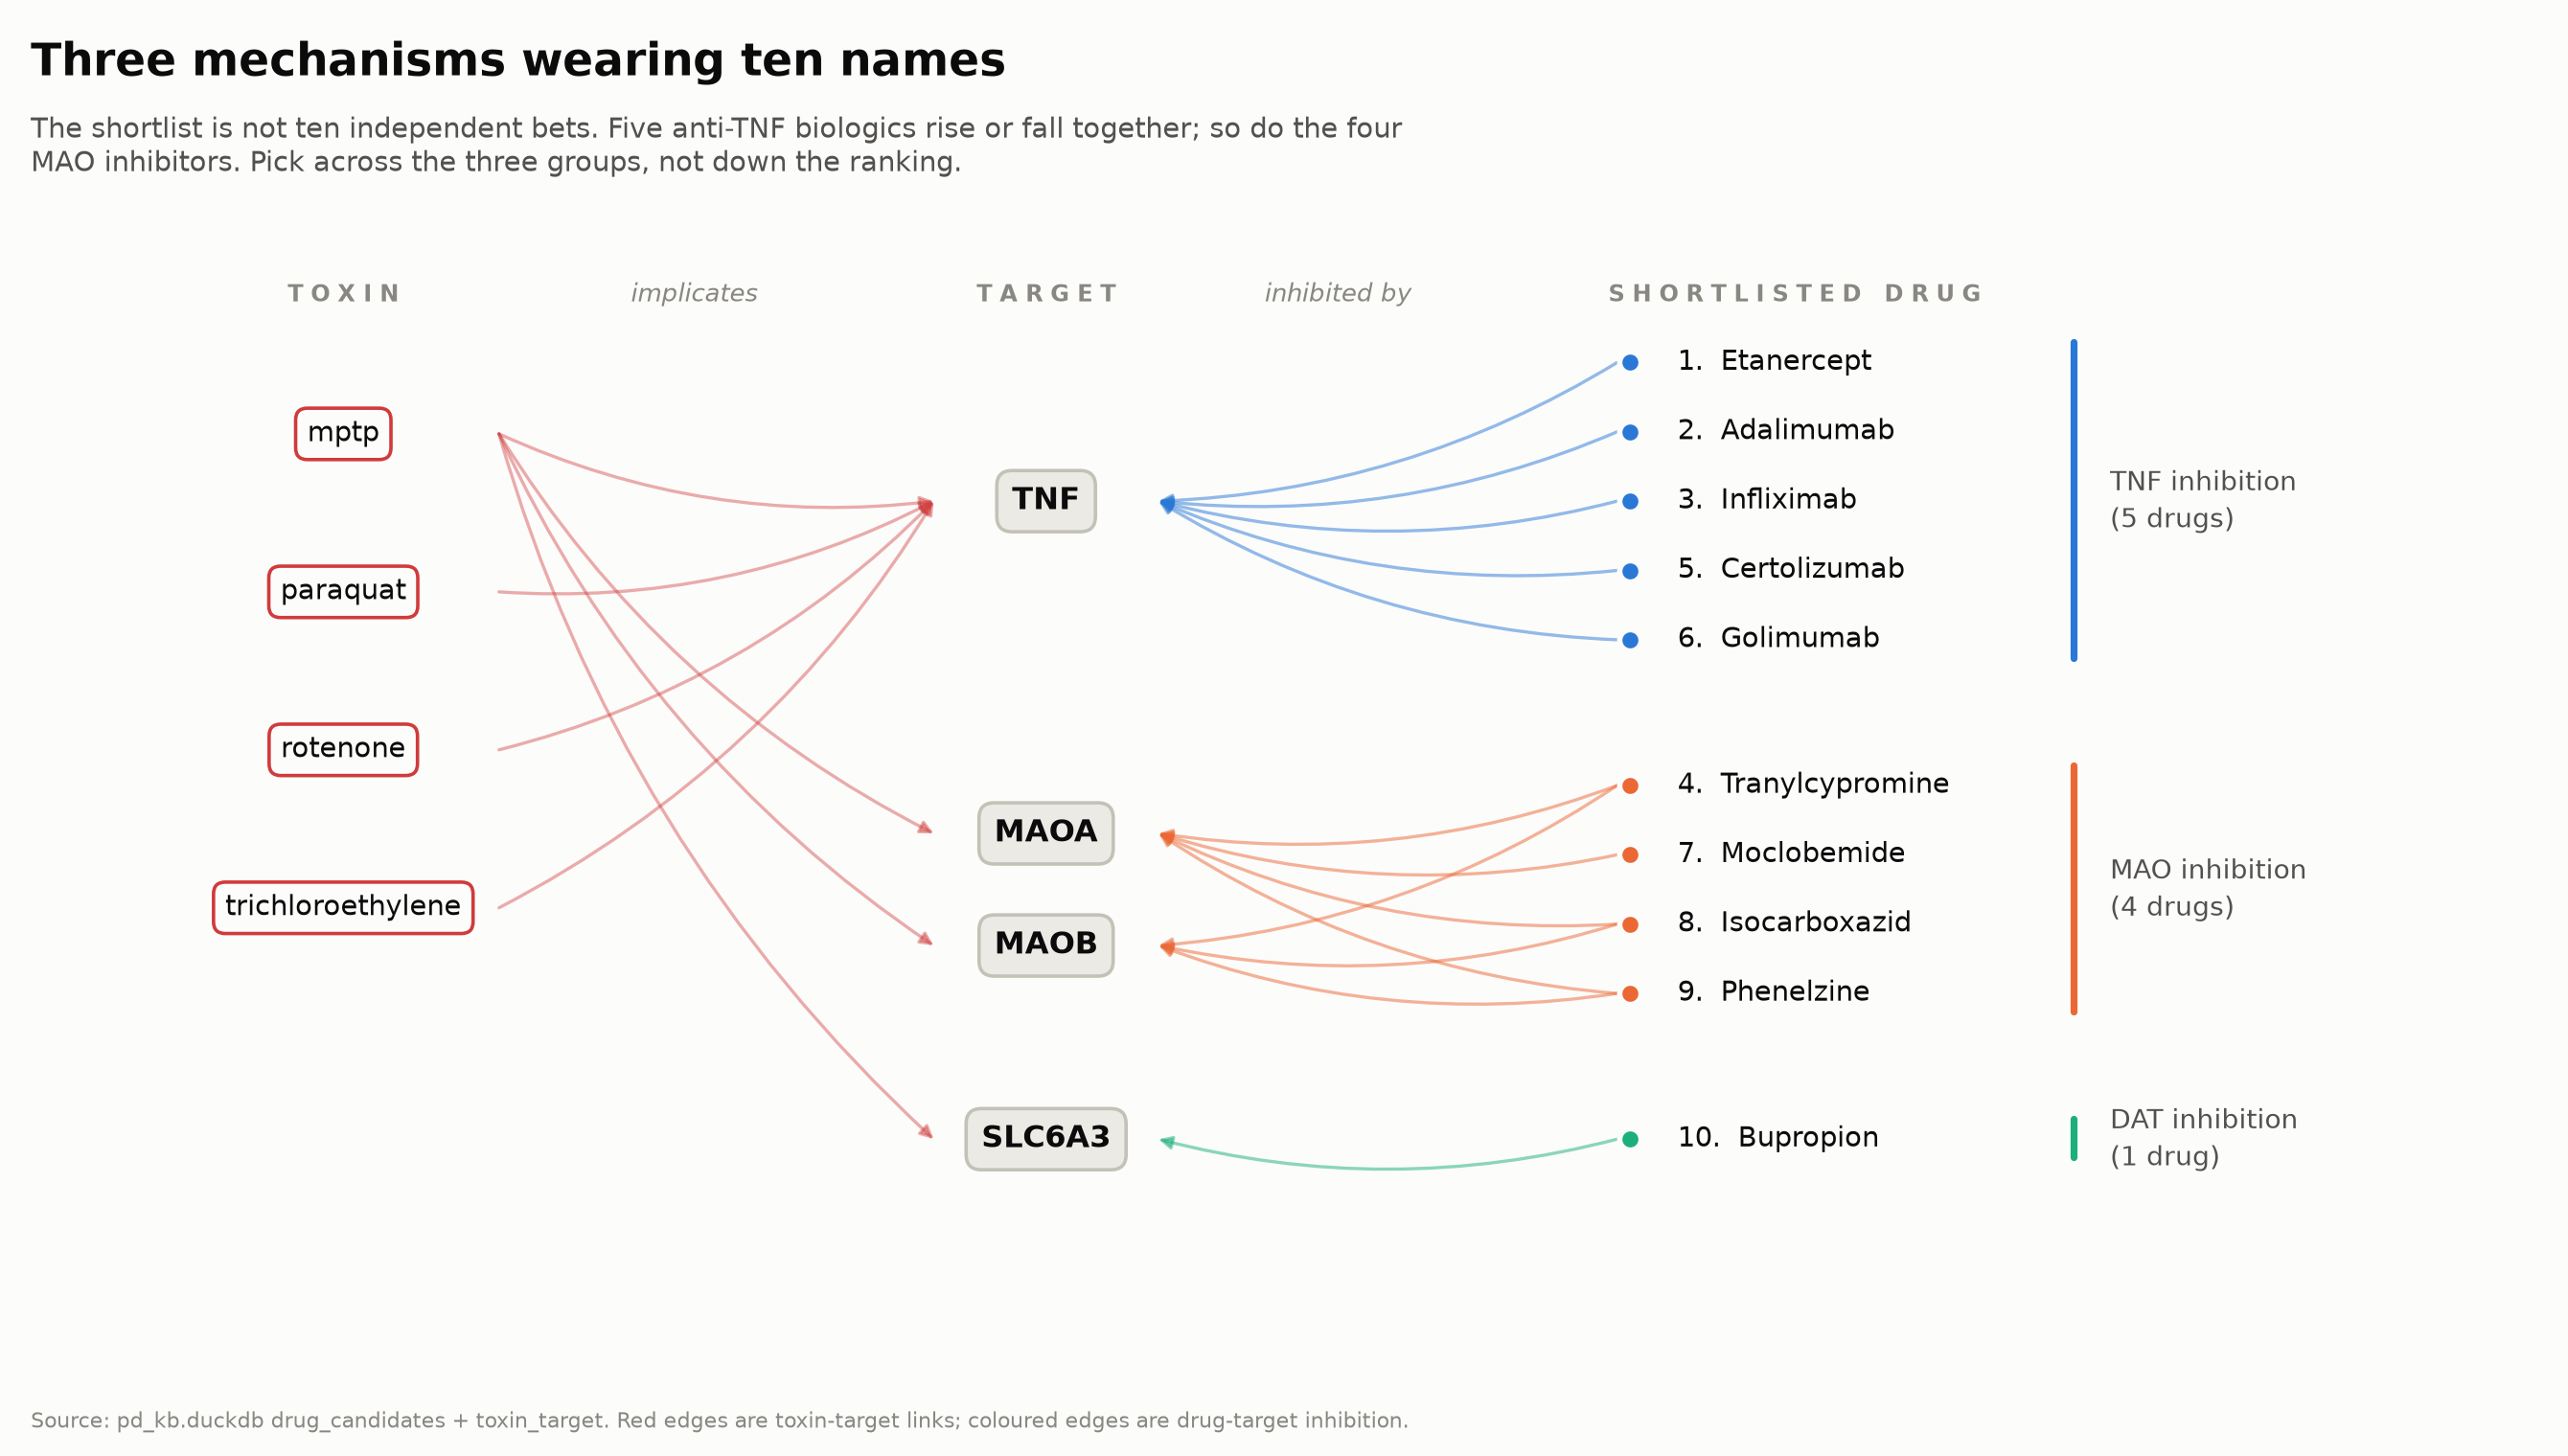 Three mechanisms wearing ten names
The shortlist is not ten independent bets. Five anti-TNF biologics rise or fall together; so do the four
MAO inhibitors. Pick across the three groups, not down the ranking.
TOXIN
implicates
TARGET
inhibited by
SHORTLISTED DRUG
mptp
paraquat
rotenone
trichloroethylene
TNF
MAOA
MAOB
SLC6A3
1. Etanercept
2. Adalimumab
3. Infliximab
5. Certolizumab
6. Golimumab
TNF inhibition
(5 drugs)
4. Tranylcypromine
7. Moclobemide
8. Isocarboxazid
9. Phenelzine
MAO inhibition
(4 drugs)
10. Bupropion
DAT inhibition
(1 drug)
Source: pd_kb.duckdb drug_candidates + toxin_target. Red edges are toxin-target links; coloured edges are drug-target inhibition.